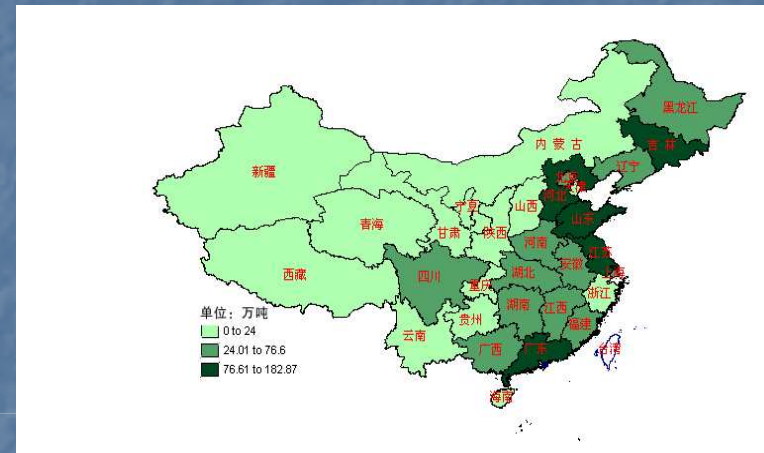 黑龙江
吉林
内蒙古
辽宁
新疆
北京
天津
河北
宁夏
山西
山东
青海
甘肃
陕西
河南
江苏
西藏
四川
安徽
上海
湖北
重庆
浙江
单位：万吨
0 to 24
24.01 to 76.6
76.61 to 182.87
湖南
江西
贵州
福建
云南
广西
广东
台湾
海南